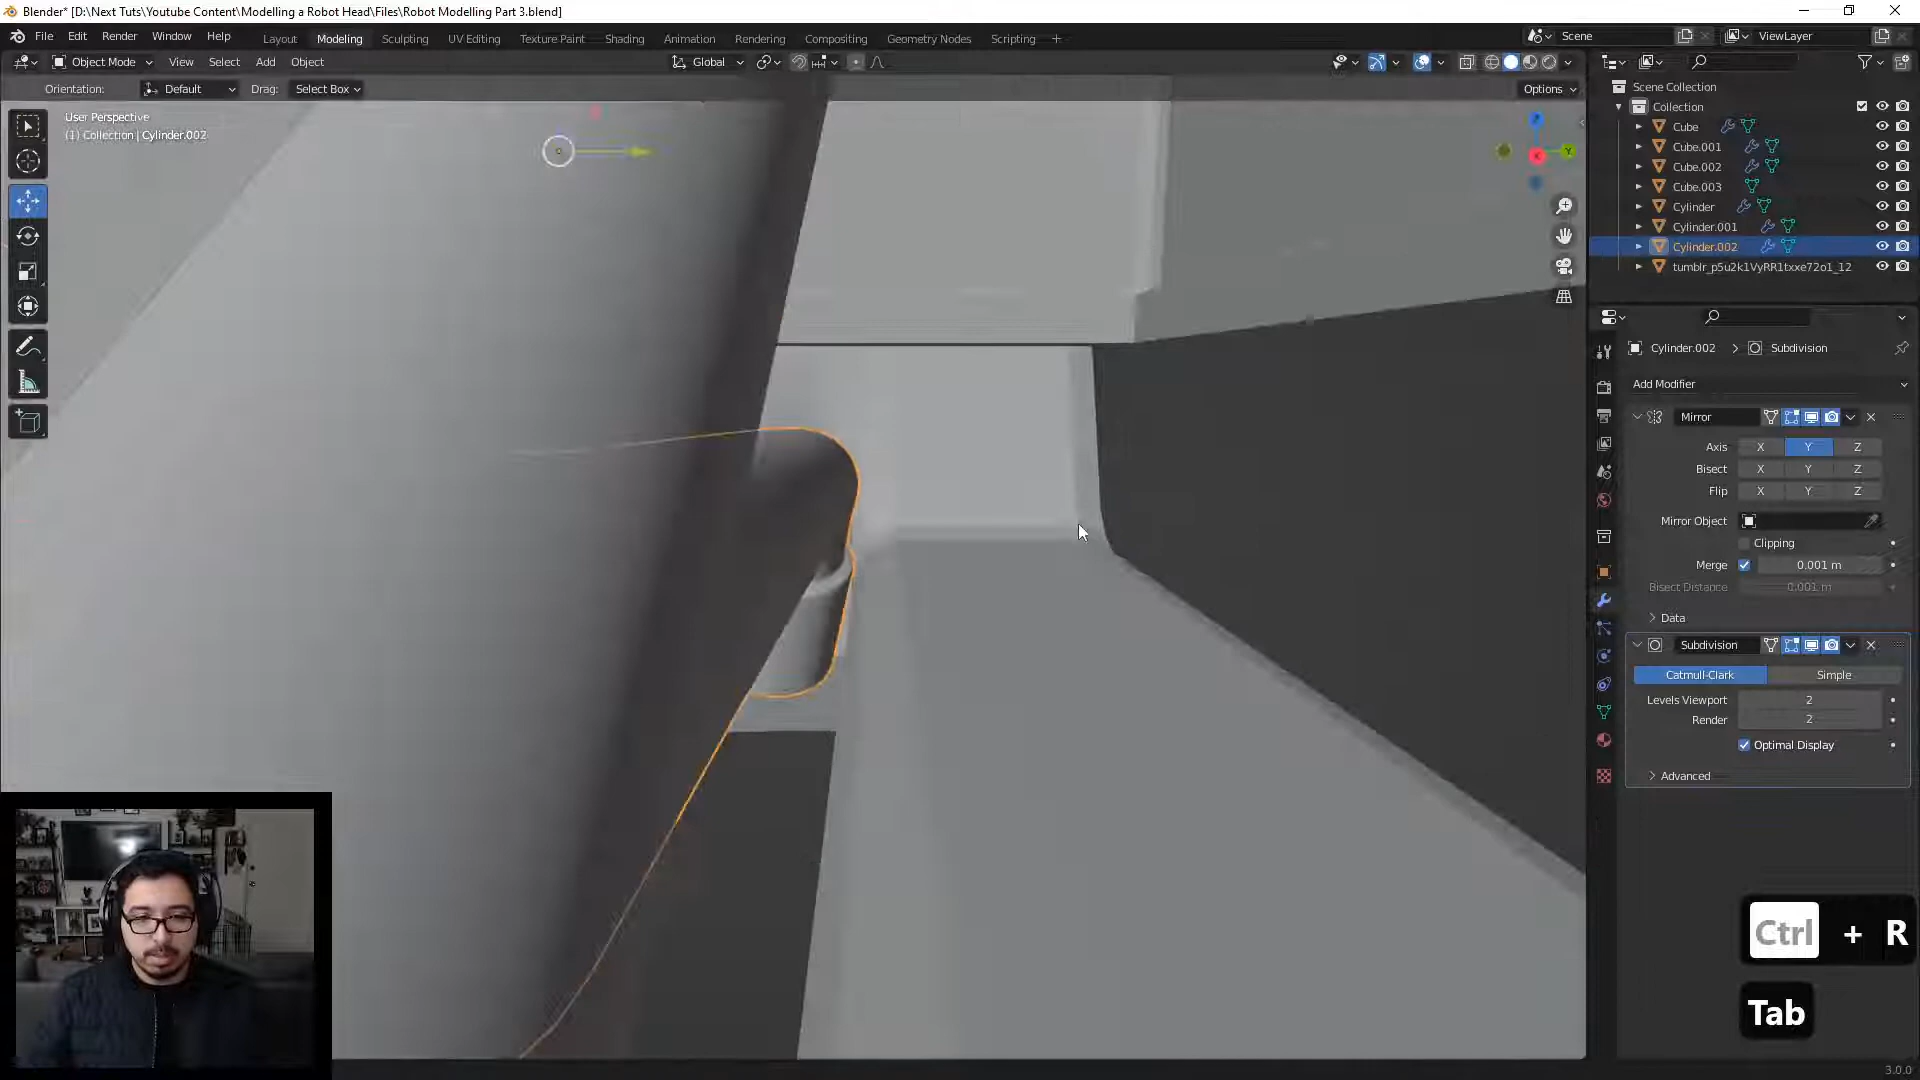 Blender* [D:\Next Tuts\Youtube Content\Modelling a Robot Head\Files\Robot Modelling Part 3.blend]
File Edit Render Window Help Layout Modeling Sculpting UV Editing Texture Paint Shading Animation Rendering Compositing Geometry Nodes Scripting + Scene ViewLayer
Object Mode View Select Add Object Global
Orientation: Default Drag: Select Box Options
User Perspective
(1) Collection | Cylinder.002
Z
Y
X
Scene Collection
Collection
Cube
Cube.001
Cube.002
Cube.003
Cylinder
Cylinder.001
Cylinder.002
tumblr_p5u2k1VyRR1txxe72o1_12
Cylinder.002 > Subdivision
Add Modifier
Mirror
Axis X Y Z
Bisect X Y Z
Flip X Y Z
Mirror Object
Clipping
Merge 0.001 m
Bisect Distance 0.001 m
Data
Subdivision
Catmull-Clark Simple
Levels Viewport 2
Render 2
Optimal Display
Advanced
Ctrl + R
Tab
3.0.0